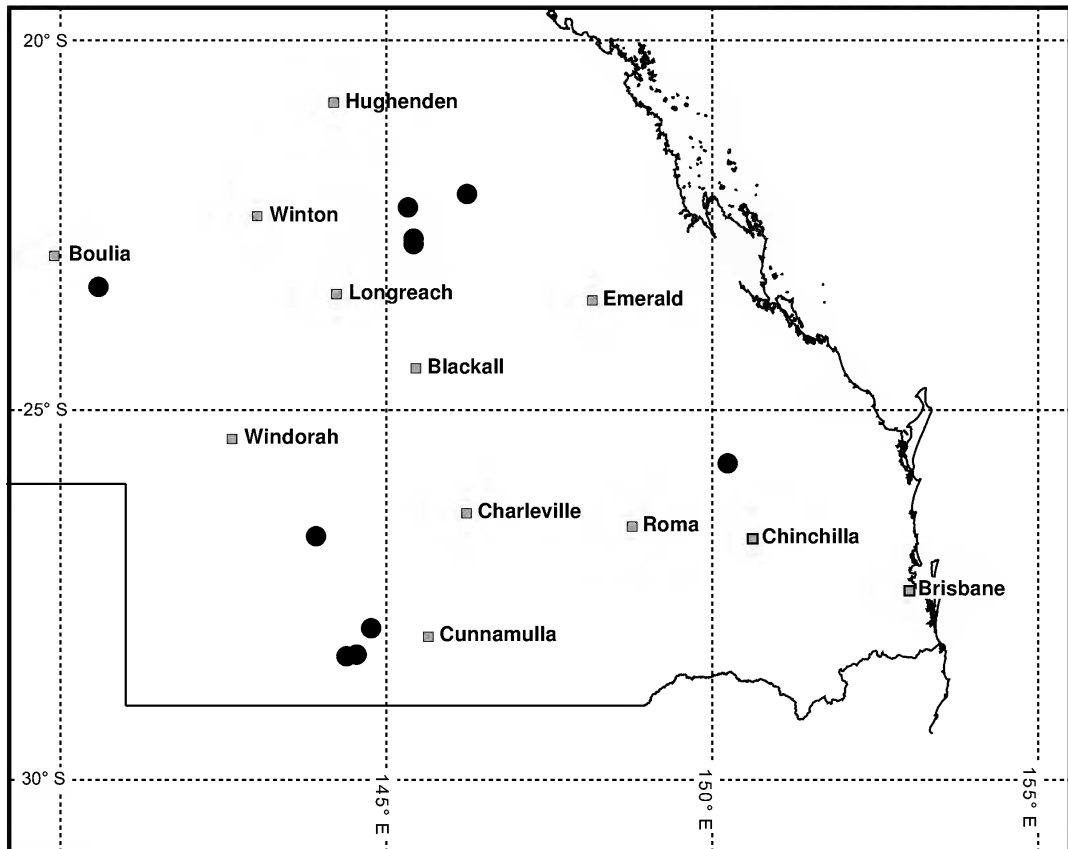 20° S
Hughenden
Winton
Boulia
Longreach
Emerald
Blackall
25° S
Windorah
Charleville
Roma
Chinchilla
Brisbane
Cunnamulla
30° S
145° E
150° E
155° E